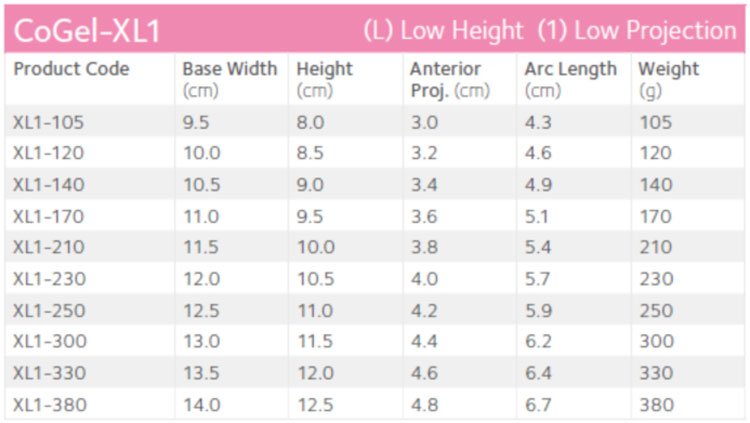 CoGel-XL1 (L) Low Height (1) Low Projection
Product Code Base Width (cm) Height (cm) Anterior Proj. (cm) Arc Length (cm) Weight (g)
XL1-105 9.5 8.0 3.0 4.3 105
XL1-120 10.0 8.5 3.2 4.6 120
XL1-140 10.5 9.0 3.4 4.9 140
XL1-170 11.0 9.5 3.6 5.1 170
XL1-210 11.5 10.0 3.8 5.4 210
XL1-230 12.0 10.5 4.0 5.7 230
XL1-250 12.5 11.0 4.2 5.9 250
XL1-300 13.0 11.5 4.4 6.2 300
XL1-330 13.5 12.0 4.6 6.4 330
XL1-380 14.0 12.5 4.8 6.7 380